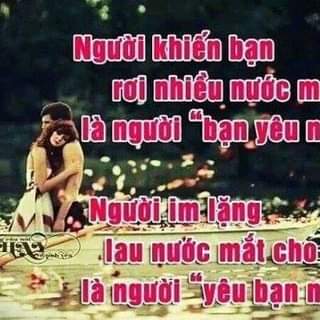 Người khiến bạn
rơi nhiều nước m
là người “bạn yêu n
Người im lặng
lau nước mắt cho
là người “yêu bạn n